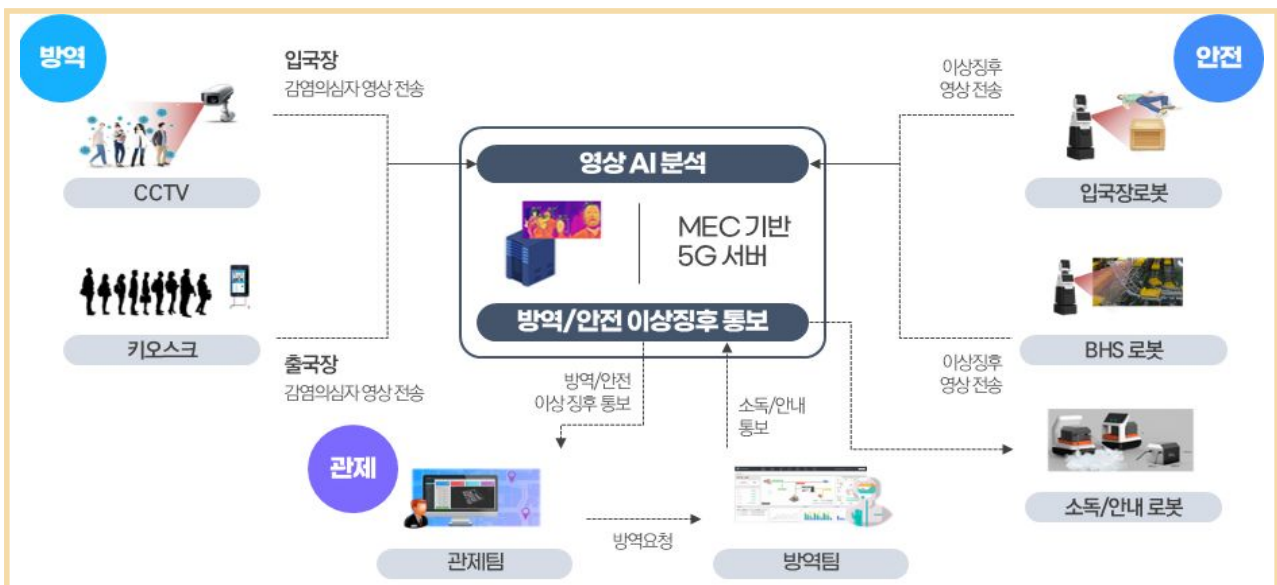 방역
입국장
감염의심자 영상 전송
CCTV
키오스크
출국장
감염의심자 영상 전송
영상 AI 분석
MEC 기반
5G 서버
방역/안전 이상징후 통보
안전
이상징후
영상 전송
입국장로봇
BHS 로봇
이상징후
영상 전송
소독/안내 로봇
방역/안전
이상 징후 통보
소독/안내
통보
관제
관제팀
방역요청
방역팀